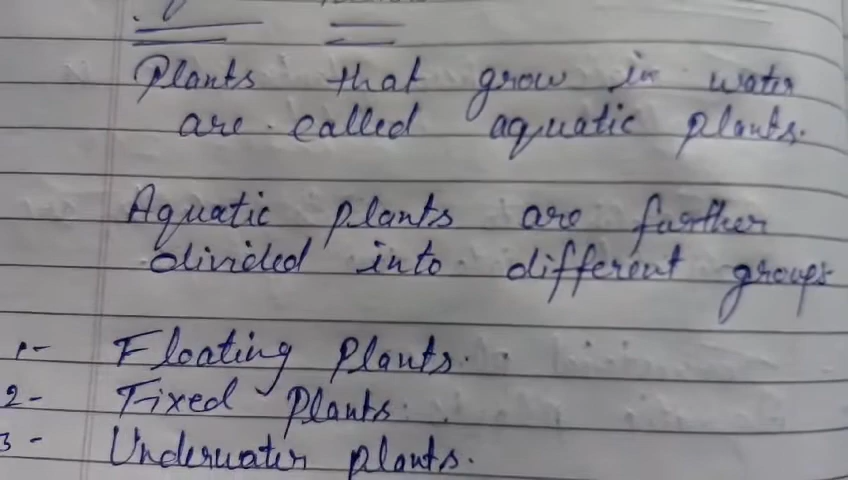 Plants that grow in water
are called aquatic plants.
Aquatic plants are further
divided into different groups
1- Floating Plants.
2- Fixed Plants.
3- Underwater plants.